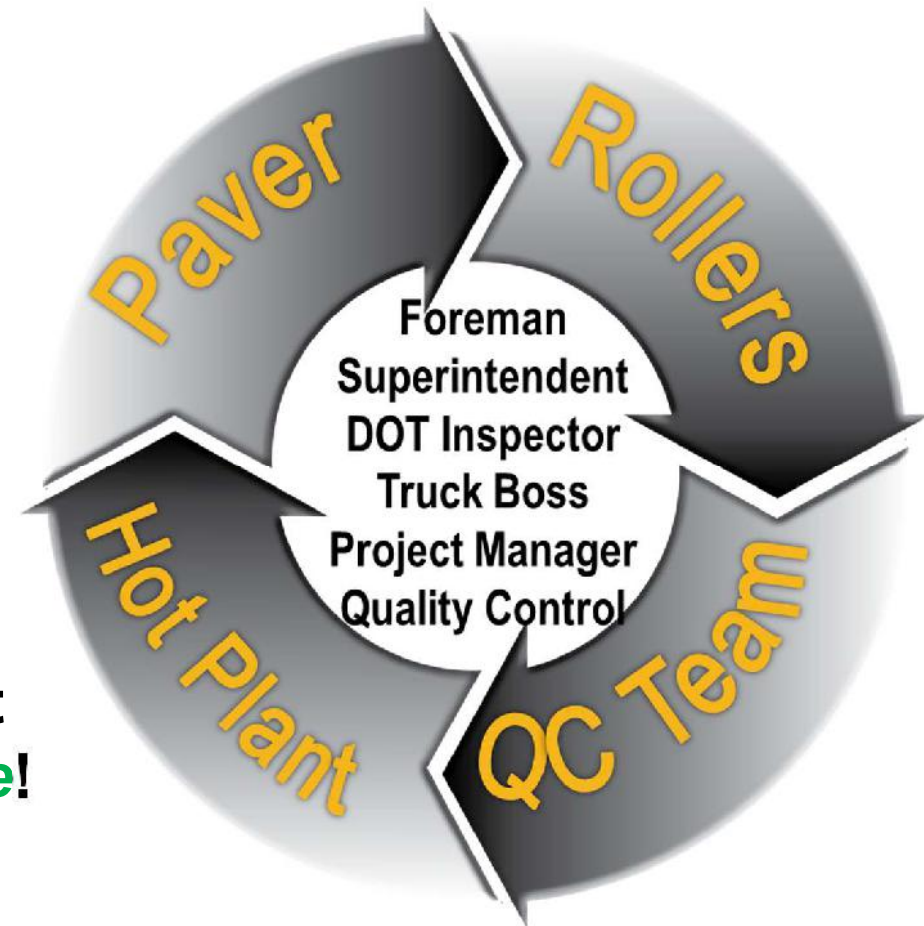 Paver
Rollers
Foreman
Superintendent
DOT Inspector
Truck Boss
Project Manager
Quality Control
Hot Plant
QC Team